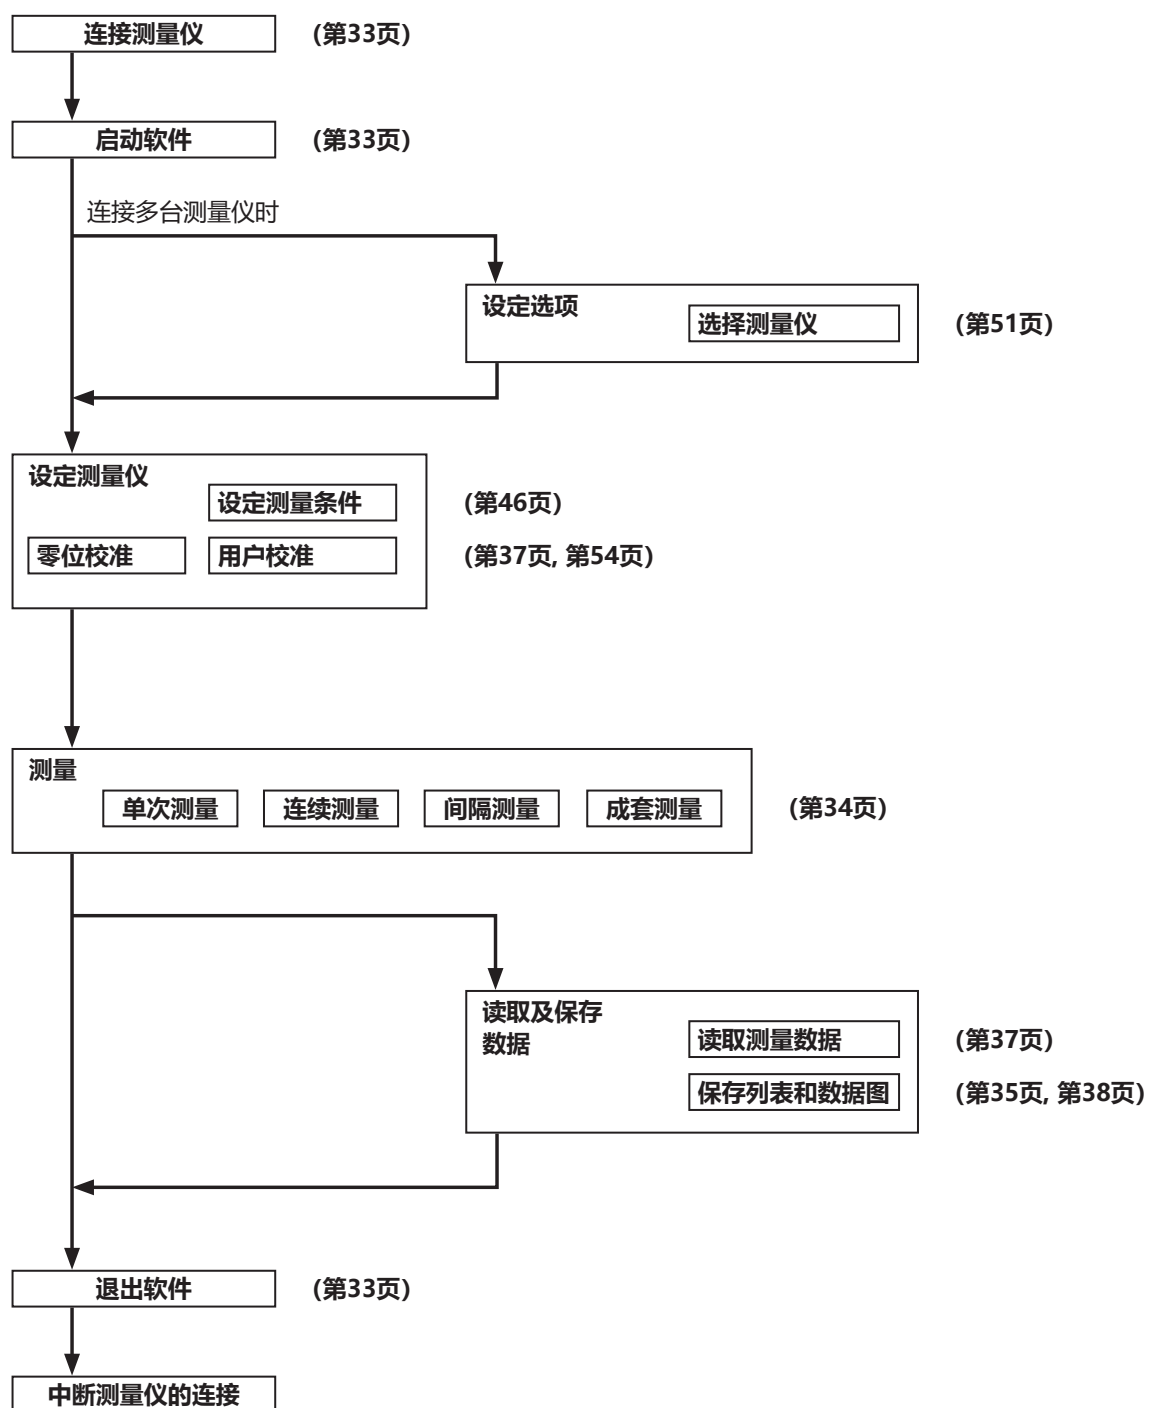 连接测量仪 (第33页)
启动软件 (第33页)
连接多台测量仪时
设定选项
选择测量仪 (第51页)
设定测量仪
设定测量条件 (第46页)
零位校准 用户校准 (第37页, 第54页)
测量
单次测量 连续测量 间隔测量 成套测量 (第34页)
读取及保存
数据
读取测量数据 (第37页)
保存列表和数据图 (第35页, 第38页)
退出软件 (第33页)
中断测量仪的连接